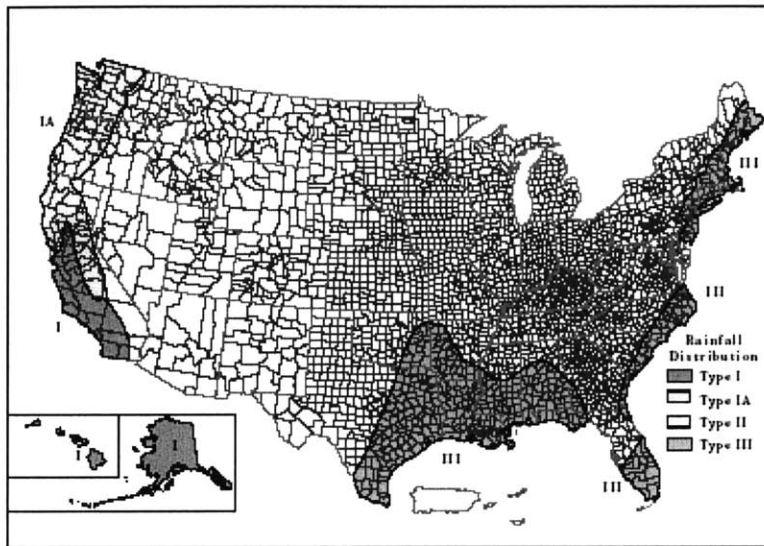 IA
III
III
I
Rainfall
Distribution
Type I
Type IA
Type II
Type III
I
I
III
III